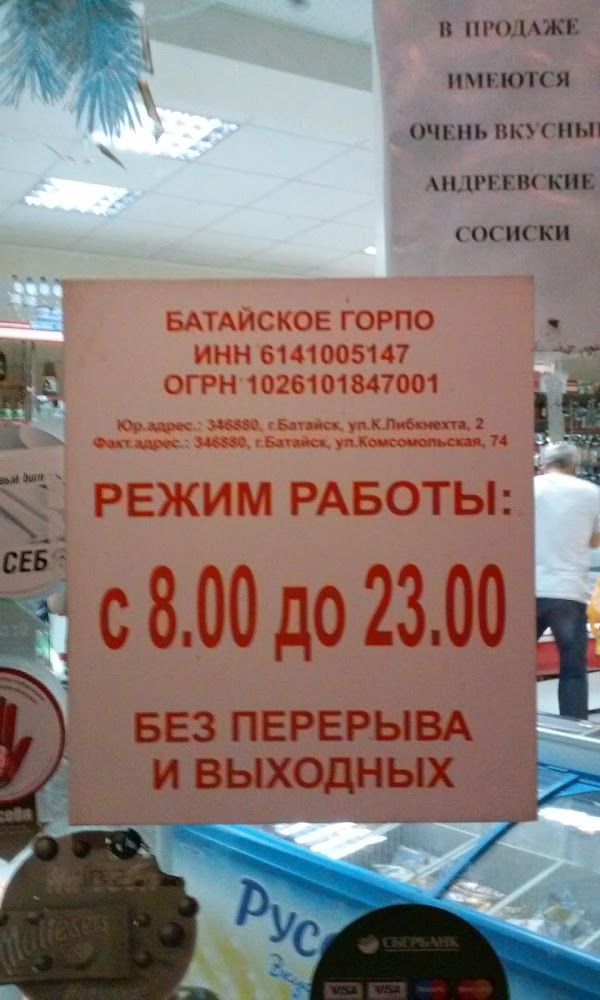 В ПРОДАЖЕ
ИМЕЮТСЯ
ОЧЕНЬ ВКУСНЫ
АНДРЕЕВСКИЕ
СОСИСКИ
БАТАЙСКОЕ ГОРПО
ИНН 6141005147
ОГРН 1026101847001
Юр.адрес.: 346880, г.Батайск, ул.К.Либкнехта, 2
Факт.адрес.: 346880, г.Батайск, ул.Комсомольская, 74
РЕЖИМ РАБОТЫ:
с 8.00 до 23.00
БЕЗ ПЕРЕРЫВА
И ВЫХОДНЫХ
СЕБ
Maltesers
Рус
Вку
СБЕРБАНК
VISA VISA